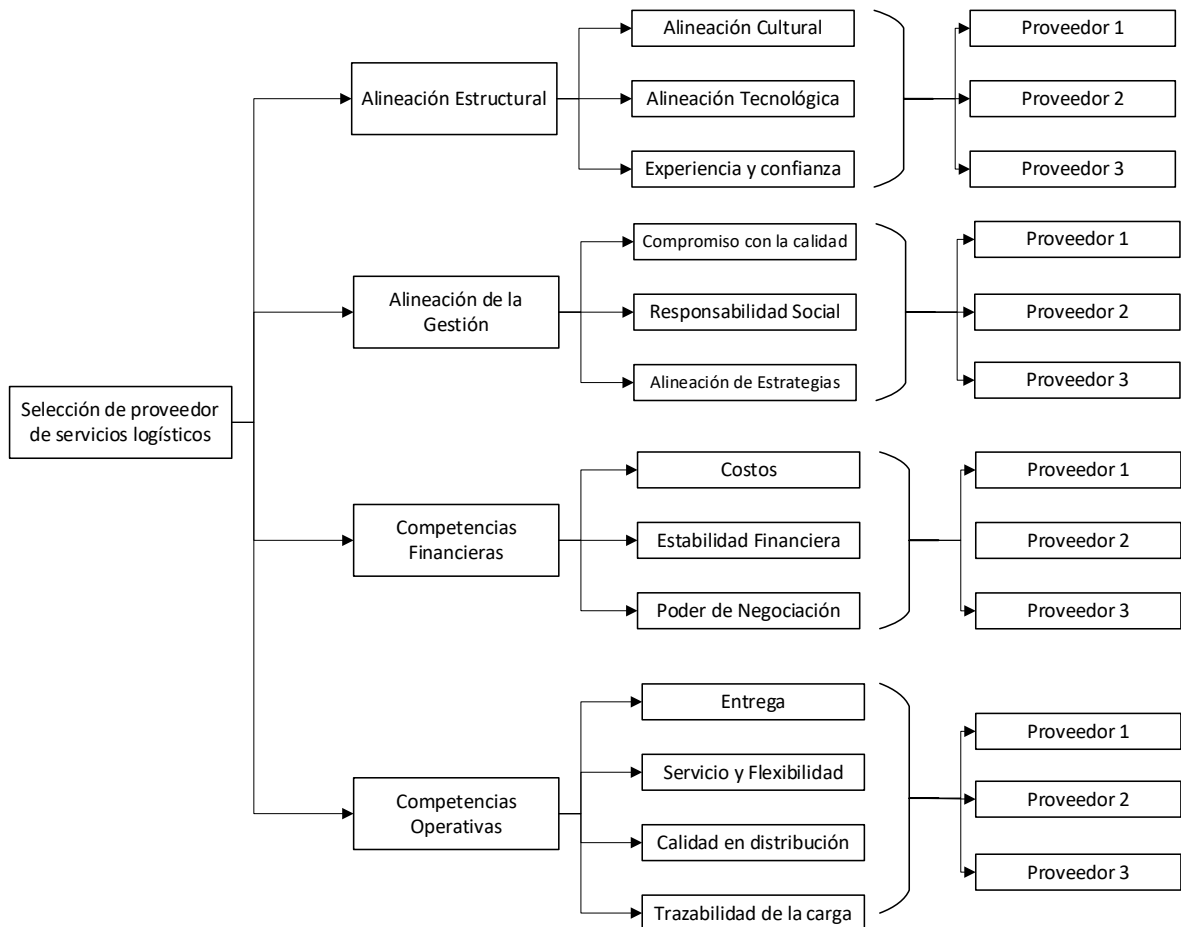 Alineación Cultural
Proveedor 1
Alineación Estructural
Alineación Tecnológica
Proveedor 2
Experiencia y confianza
Proveedor 3
Compromiso con la calidad
Proveedor 1
Alineación de la
Gestión
Responsabilidad Social
Proveedor 2
Alineación de Estrategias
Proveedor 3
Selección de proveedor
de servicios logísticos
Costos
Proveedor 1
Competencias
Financieras
Estabilidad Financiera
Proveedor 2
Poder de Negociación
Proveedor 3
Entrega
Proveedor 1
Servicio y Flexibilidad
Competencias
Operativas
Proveedor 2
Calidad en distribución
Proveedor 3
Trazabilidad de la carga